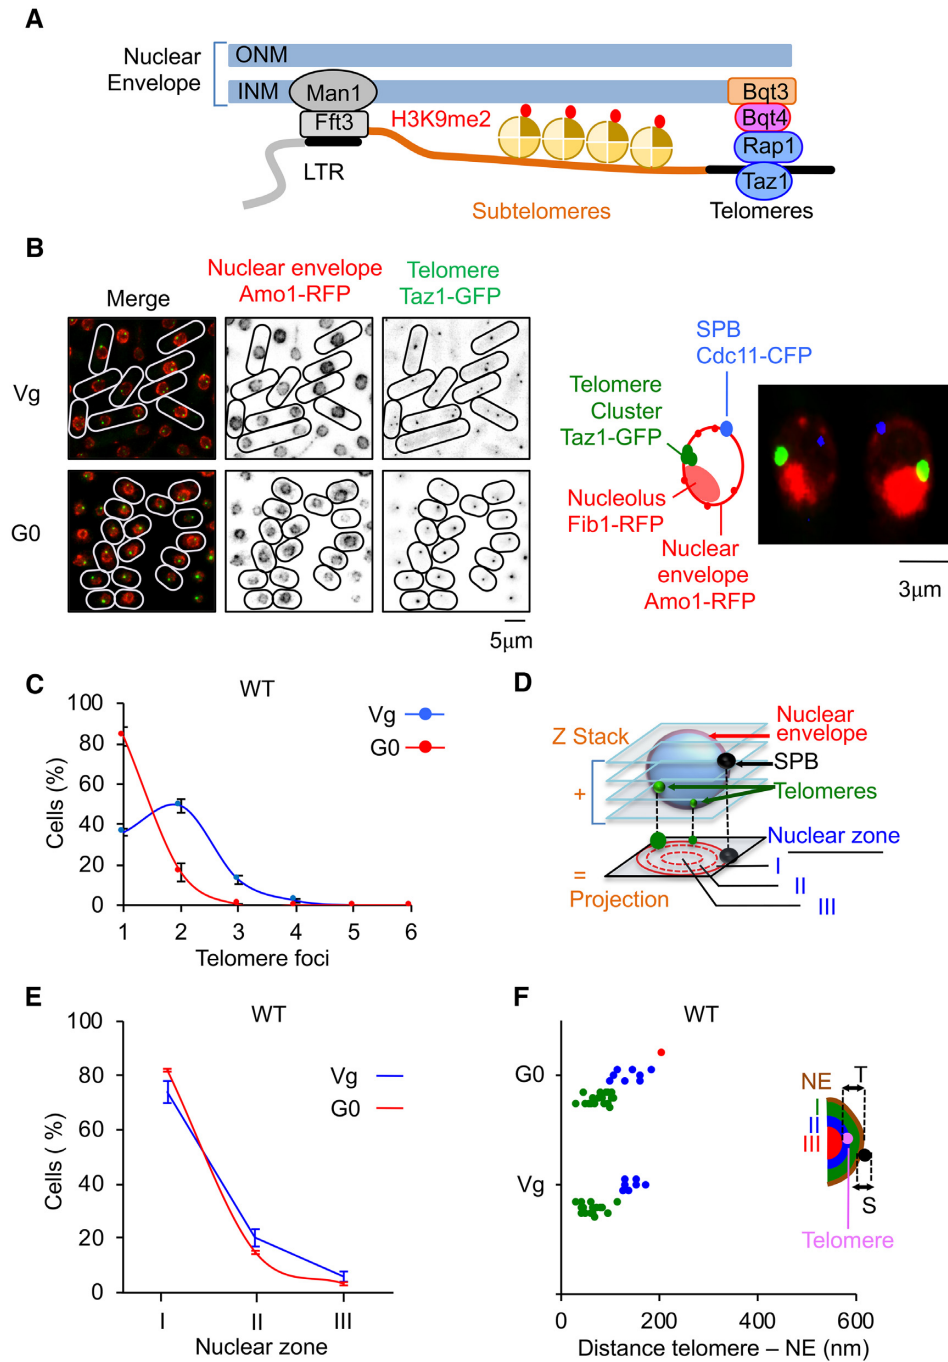 A
Nuclear
Envelope
ONM
INM
Man1
Fft3
LTR
H3K9me2
Subtelomeres
Bqt3
Bqt4
Rap1
Taz1
Telomeres
B
Merge
Nuclear envelope
Amo1-RFP
Telomere
Taz1-GFP
Vg
G0
5µm
SPB
Cdc11-CFP
Telomere
Cluster
Taz1-GFP
Nucleolus
Fib1-RFP
Nuclear
envelope
Amo1-RFP
3µm
C
WT
Vg
G0
Cells (%)
100
80
60
40
20
0
1 2 3 4 5 6
Telomere foci
D
Z Stack
+
=
Projection
Nuclear
envelope
SPB
Telomeres
Nuclear zone
I
II
III
E
WT
Vg
G0
Cells ( %)
100
80
60
40
20
0
I II III
Nuclear zone
F
WT
G0
Vg
NE
I
II
III
T
S
Telomere
0 200 400 600
Distance telomere – NE (nm)